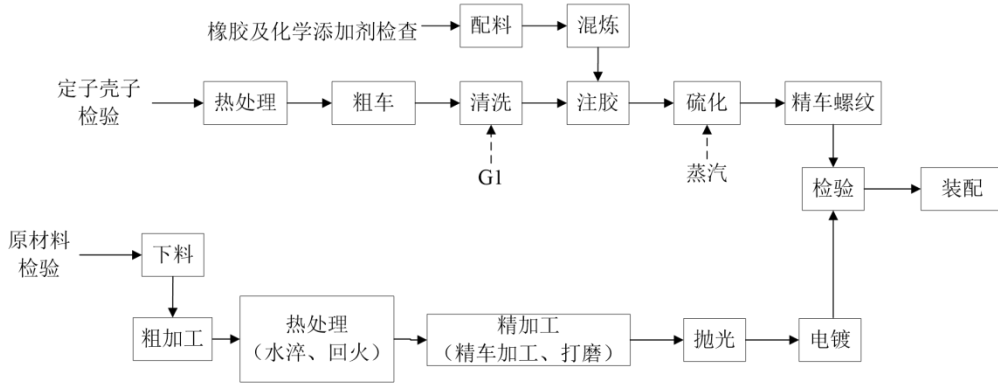 橡胶及化学添加剂检查
配料
混炼
定子壳子
检验
热处理
粗车
清洗
注胶
硫化
精车螺纹
G1
蒸汽
检验
装配
原材料
检验
下料
粗加工
热处理
（水淬、回火）
精加工
（精车加工、打磨）
抛光
电镀